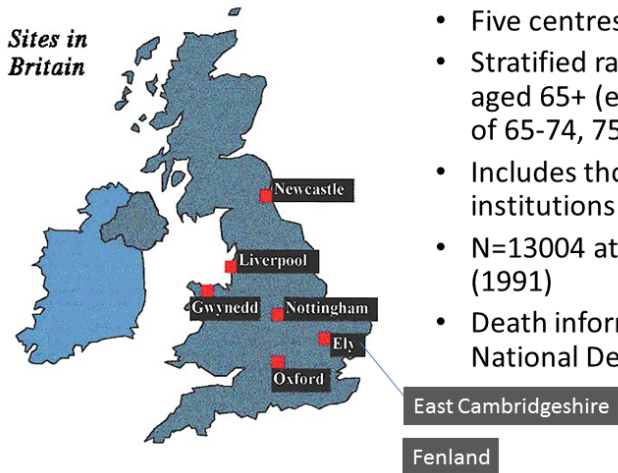 Sites in
Britain
Newcastle
Liverpool
Gwynedd
Nottingham
Ely
Oxford
East Cambridgeshire
Fenland
• Five centres
• Stratified ra
aged 65+ (e
of 65-74, 75
• Includes tho
institutions
• N=13004 at
(1991)
• Death infor
National De